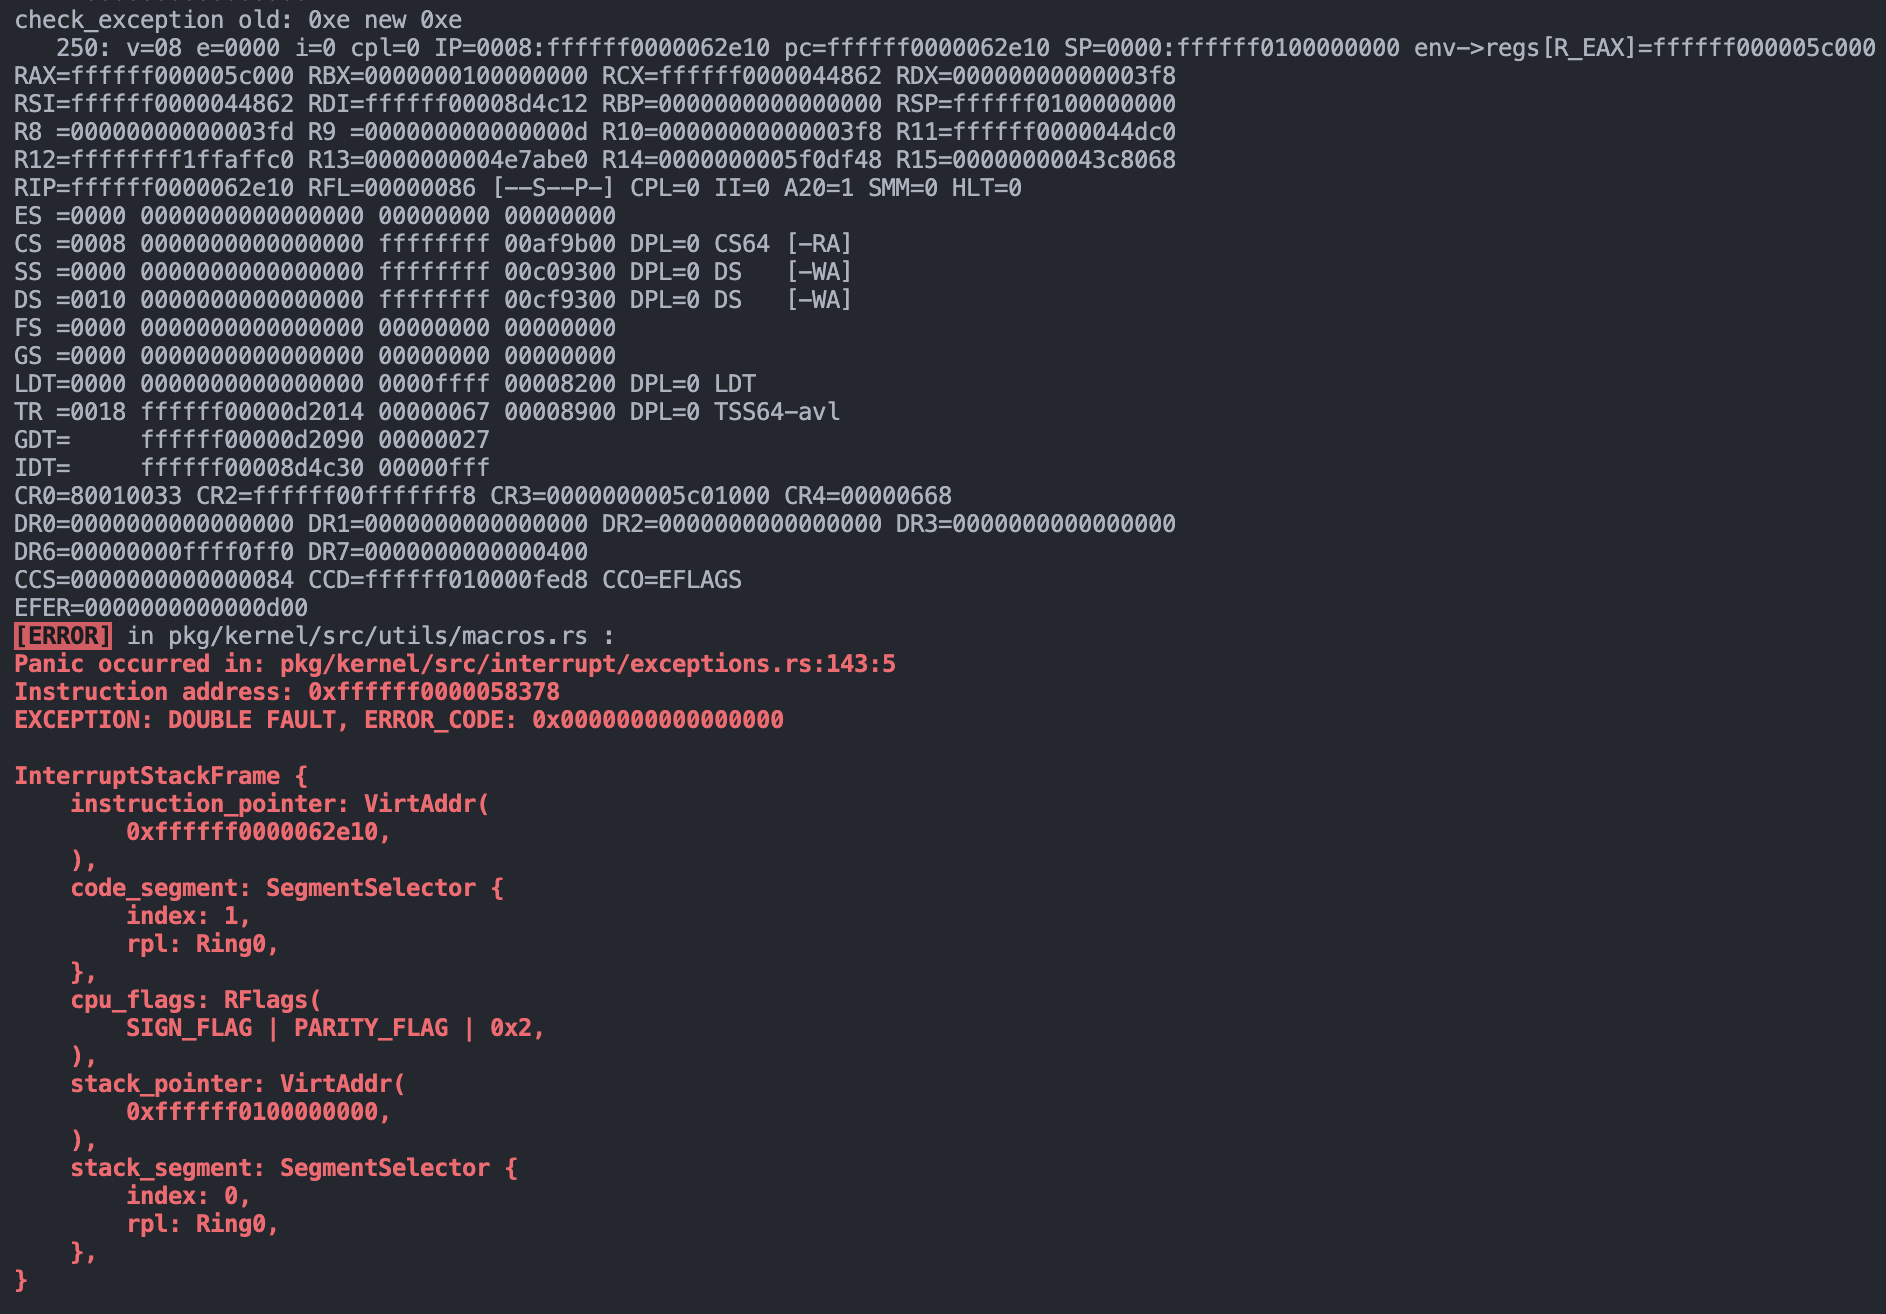 check_exception old: 0xe new 0xe
   250: v=08 e=0000 i=0 cpl=0 IP=0008:ffffff0000062e10 pc=ffffff0000062e10 SP=0000:ffffff0100000000 env->regs[R_EAX]=ffffff000005c000
RAX=ffffff000005c000 RBX=0000000100000000 RCX=ffffff0000044862 RDX=00000000000003f8
RSI=ffffff0000044862 RDI=ffffff00008d4c12 RBP=0000000000000000 RSP=ffffff0100000000
R8 =00000000000003fd R9 =000000000000000d R10=00000000000003f8 R11=ffffff0000044dc0
R12=ffffffff1ffaffc0 R13=0000000004e7abe0 R14=0000000005f0df48 R15=00000000043c8068
RIP=ffffff0000062e10 RFL=00000086 [--S--P-] CPL=0 II=0 A20=1 SMM=0 HLT=0
ES =0000 0000000000000000 00000000 00000000
CS =0008 0000000000000000 ffffffff 00af9b00 DPL=0 CS64 [-RA]
SS =0000 0000000000000000 ffffffff 00c09300 DPL=0 DS   [-WA]
DS =0010 0000000000000000 ffffffff 00cf9300 DPL=0 DS   [-WA]
FS =0000 0000000000000000 00000000 00000000
GS =0000 0000000000000000 00000000 00000000
LDT=0000 0000000000000000 0000ffff 00008200 DPL=0 LDT
TR =0018 ffffff00000d2014 00000067 00008900 DPL=0 TSS64-avl
GDT=     ffffff00000d2090 00000027
IDT=     ffffff00008d4c30 00000fff
CR0=80010033 CR2=ffffff00fffffff8 CR3=0000000005c01000 CR4=00000668
DR0=0000000000000000 DR1=0000000000000000 DR2=0000000000000000 DR3=0000000000000000
DR6=00000000ffff0ff0 DR7=0000000000000400
CCS=0000000000000084 CCD=ffffff010000fed8 CCO=EFLAGS
EFER=0000000000000d00
[ERROR] in pkg/kernel/src/utils/macros.rs :
Panic occurred in: pkg/kernel/src/interrupt/exceptions.rs:143:5
Instruction address: 0xffffff0000058378
EXCEPTION: DOUBLE FAULT, ERROR_CODE: 0x0000000000000000

InterruptStackFrame {
    instruction_pointer: VirtAddr(
        0xffffff0000062e10,
    ),
    code_segment: SegmentSelector {
        index: 1,
        rpl: Ring0,
    },
    cpu_flags: RFlags(
        SIGN_FLAG | PARITY_FLAG | 0x2,
    ),
    stack_pointer: VirtAddr(
        0xffffff0100000000,
    ),
    stack_segment: SegmentSelector {
        index: 0,
        rpl: Ring0,
    },
}